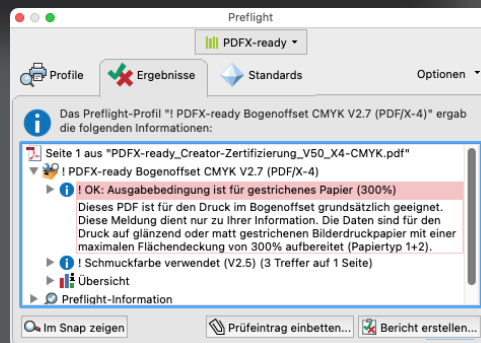 Preflight
PDFX-ready
Profile
Ergebnisse
Standards
Optionen
Das Preflight-Profil "! PDFX-ready Bogenoffset CMYK V2.7 (PDF/X-4)" ergab
die folgenden Informationen:
Seite 1 aus "PDFX-ready_Creator-Zertifizierung_V50_X4-CMYK.pdf"
! PDFX-ready Bogenoffset CMYK V2.7 (PDF/X-4)
! OK: Ausgabebedingung ist für gestrichenes Papier (300%)
Dieses PDF ist für den Druck im Bogenoffset grundsätzlich geeignet.
Diese Meldung dient nur zu Ihrer Information. Die Daten sind für den
Druck auf glänzend oder matt gestrichenen Bilderdruckpapier mit einer
maximalen Flächendeckung von 300% aufbereitet (Papiertyp 1+2).
! Schmuckfarbe verwendet (V2.5) (3 Treffer auf 1 Seite)
Übersicht
Preflight-Information
Im Snap zeigen
Prüfeintrag einbetten...
Bericht erstellen...